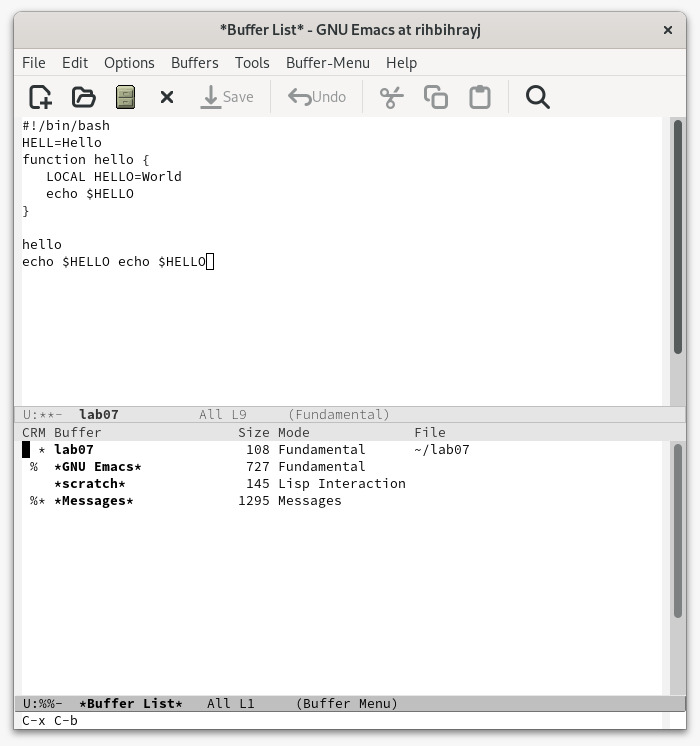 *Buffer List* - GNU Emacs at rihbihrayj ×
File Edit Options Buffers Tools Buffer-Menu Help
Save Undo
#!/bin/bash
HELL=Hello
function hello {
   LOCAL HELLO=World
   echo $HELLO
}
hello
echo $HELLO echo $HELLO
U:**-  lab07          All L9     (Fundamental)
CRM Buffer                 Size Mode             File
  * lab07                   108 Fundamental      ~/lab07
 %  *GNU Emacs*             727 Fundamental
    *scratch*               145 Lisp Interaction
 %* *Messages*             1295 Messages
U:%%-  *Buffer List*   All L1     (Buffer Menu)
C-x C-b